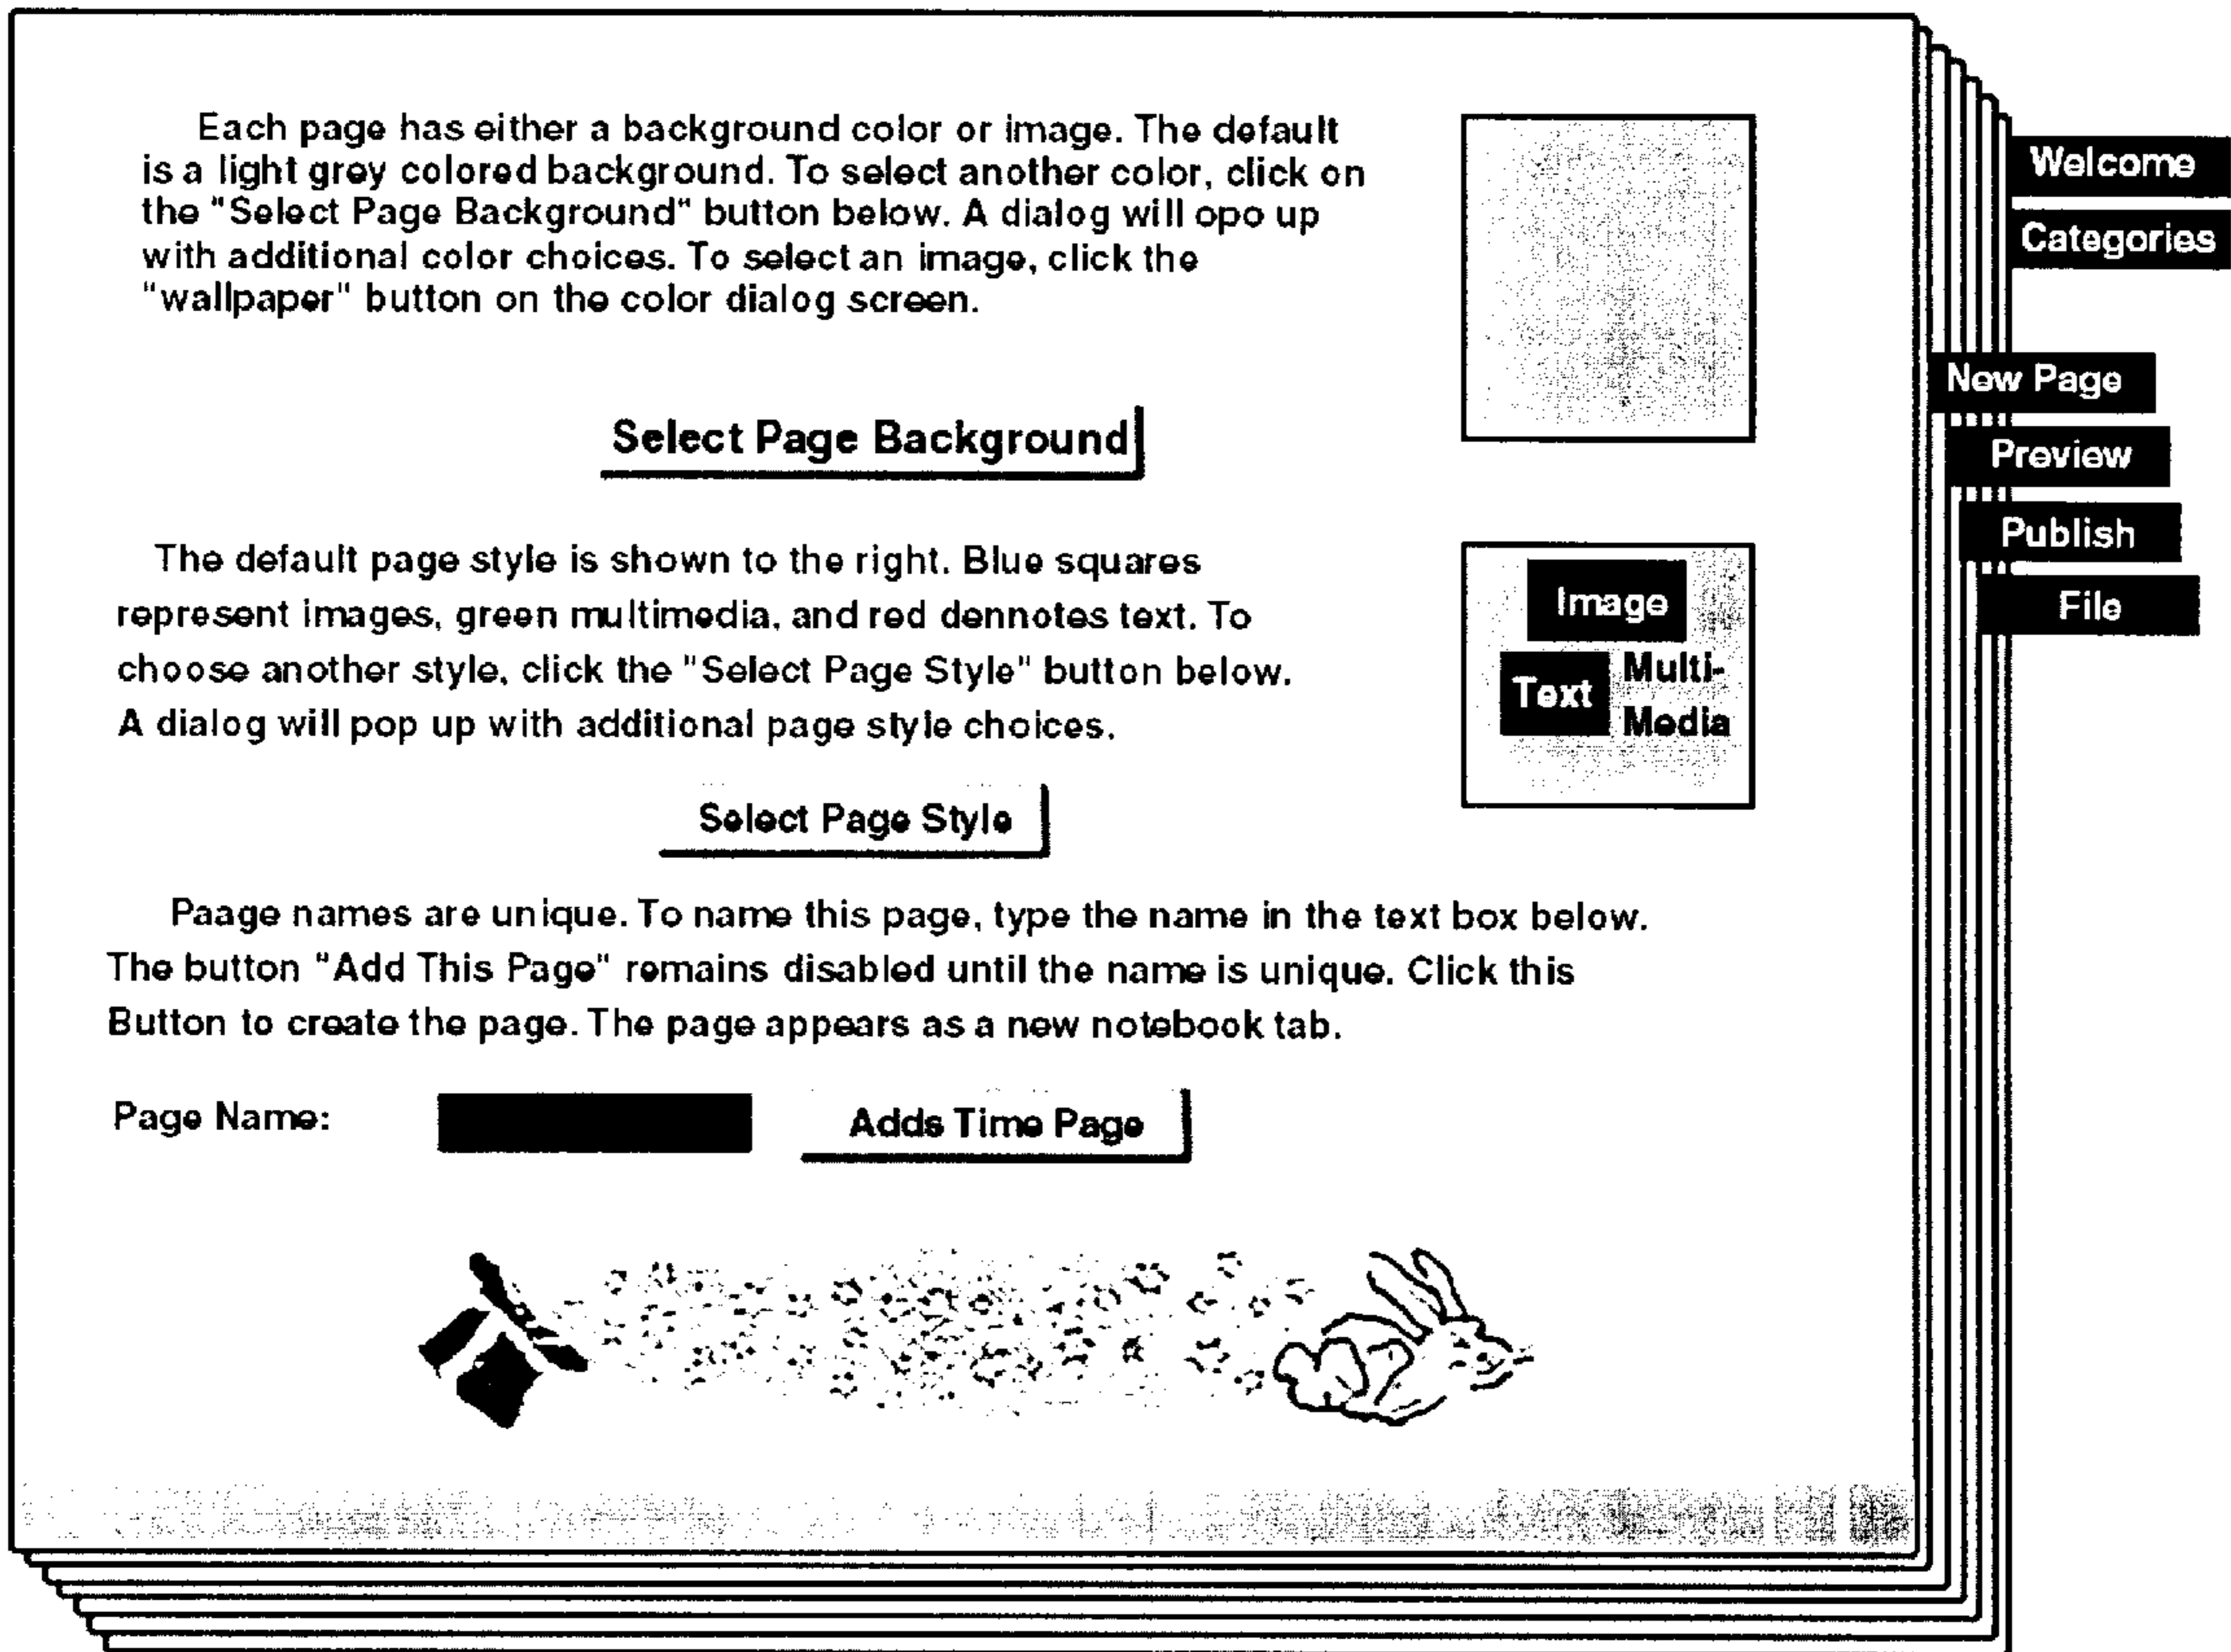 Each page has either a background color or image. The default
is a light grey colored background. To select another color, click on
the "Select Page Background" button below. A dialog will opo up
with additional color choices. To select an image, click the
"wallpaper" button on the color dialog screen.
Select Page Background
The default page style is shown to the right. Blue squares
represent images, green multimedia, and red dennotes text. To
choose another style, click the "Select Page Style" button below.
A dialog will pop up with additional page style choices.
Image
Text
Multi-
Media
Select Page Style
Paage names are unique. To name this page, type the name in the text box below.
The button "Add This Page" remains disabled until the name is unique. Click this
Button to create the page. The page appears as a new notebook tab.
Page Name:
Adds Time Page
Welcome
Categories
New Page
Preview
Publish
File